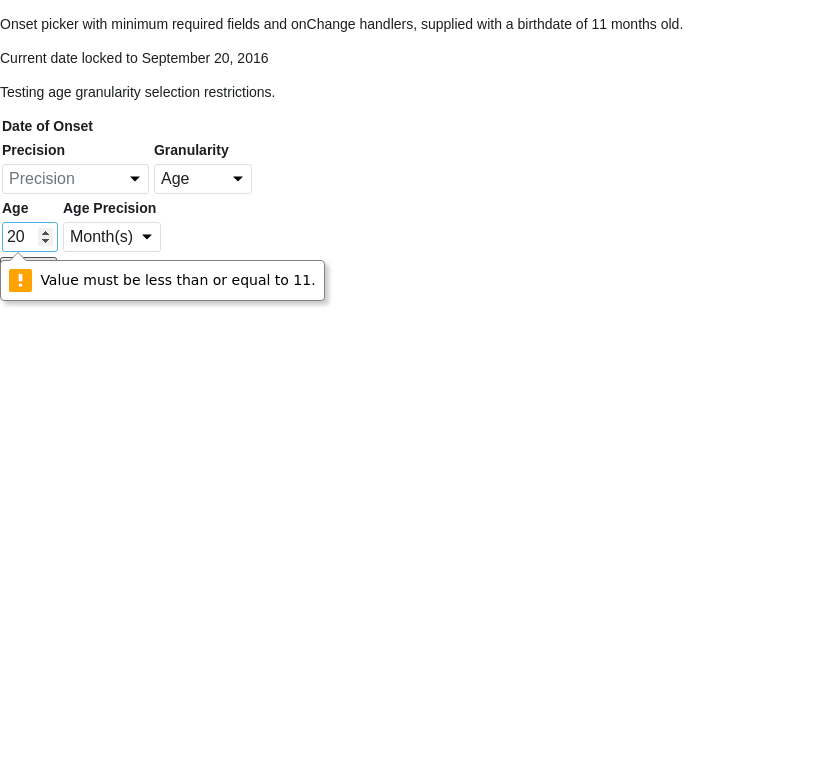 Onset picker with minimum required fields and onChange handlers, supplied with a birthdate of 11 months old.
Current date locked to September 20, 2016
Testing age granularity selection restrictions.
Date of Onset
Precision Granularity
Precision Age
Age Age Precision
20 Month(s)
Value must be less than or equal to 11.